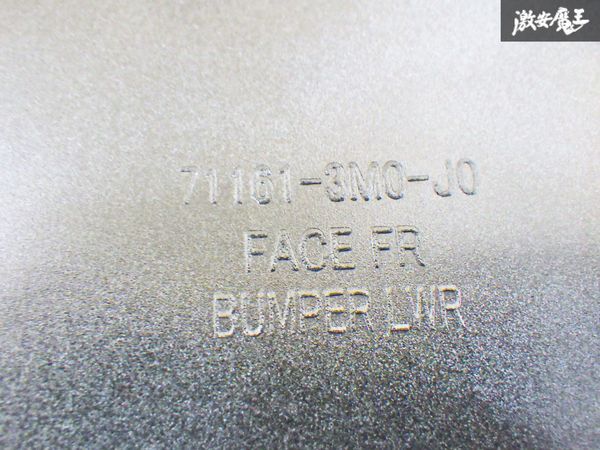 激安魔王
71161-3M0-J0
FACE FR
BUMPER LWR